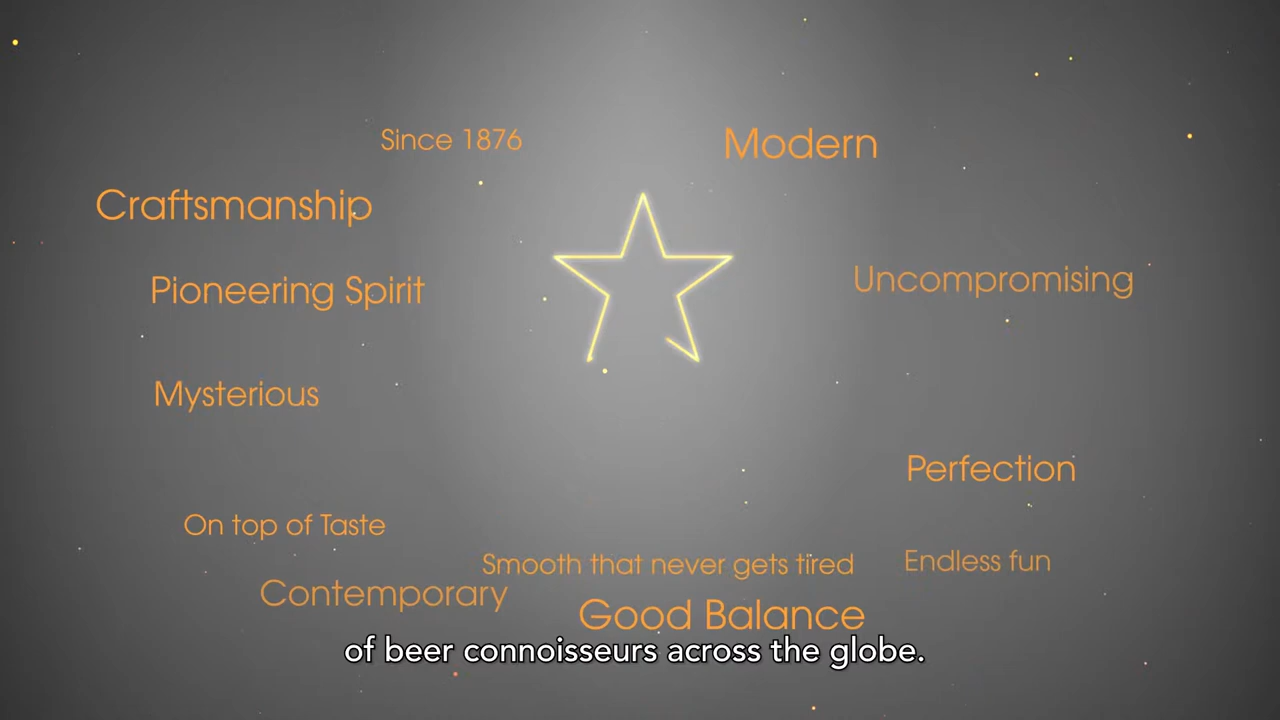 Since 1876
Modern
Craftsmanship
Uncompromising
Pioneering Spirit
Mysterious
Perfection
On top of Taste
Smooth that never gets tired
Endless fun
Contemporary
Good Balance
of beer connoisseurs across the globe.